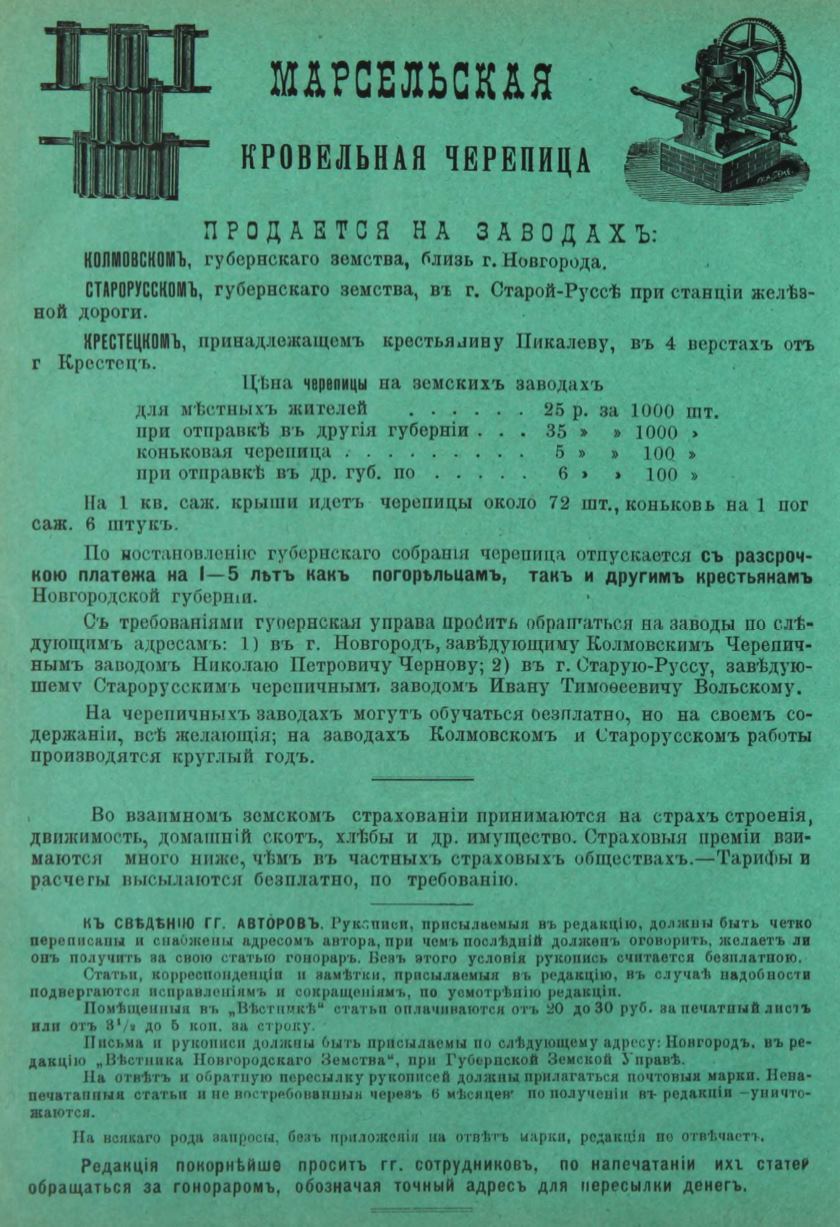 МАРСЕЛЬСКАЯ
КРОВЕЛЬНАЯ ЧЕРЕПИЦА
ПРОДАЕТСЯ НА ЗАВОДАХЪ:
КОЛМОВСКОМЪ, губернскаго земства, близь г. Новгорода.
СТАРОРУССКОМЪ, губернскаго земства, въ г. Старой-Руссѣ при станціи желѣз-
ной дороги.
КРЕСТЕЦКОМЪ, принадлежащемъ крестьянину Пикалеву, въ 4 верстахъ отъ
г Крестецъ.
Цѣна черепицы на земскихъ заводахъ
для мѣстныхъ жителей . . . . . . 25 р. за 1000 шт.
при отправкѣ въ другія губерніи . . . 35 » » 1000 »
коньковая черепица . . . . . . . . . 5 » » 100 »
при отправкѣ въ др. губ. по . . . . . 6 » » 100 »
На 1 кв. саж. крыши идетъ черепицы около 72 шт., коньковъ на 1 пог
саж. 6 штукъ.
По постановленію губернскаго собранія черепица отпускается съ разсроч-
кою платежа на 1—5 лѣтъ какъ погорѣльцамъ, такъ и другимъ крестьянамъ
Новгородской губерніи.
Съ требованіями губернская управа проситъ обращаться на заводы по слѣ-
дующимъ адресамъ: 1) въ г. Новгородъ, завѣдующиму Колмовскимъ Черепич-
нымъ заводомъ Николаю Петровичу Чернову; 2) въ г. Старую-Руссу, завѣдую-
щему Старорусскимъ черепичнымъ заводомъ Ивану Тимоѳеевичу Вольскому.
На черепичныхъ заводахъ могутъ обучаться безплатно, но на своемъ со-
держаніи, всѣ желающія; на заводахъ Колмовскомъ и Старорусскомъ работы
производятся круглый годъ.
Во взаимномъ земскомъ страхованіи принимаются на страхъ строенія,
движимость, домашній скотъ, хлѣбы и др. имущество. Страховыя преміи взи-
маются много ниже, чѣмъ въ частныхъ страховыхъ обществахъ.—Тарифы и
расчеты высылаются безплатно, по требованію.
КЪ СВѢДѢНІЮ ГГ. АВТОРОВЪ. Рукописи, присылаемыя въ редакцію, должны быть четко
переписаны и снабжены адресомъ автора, при чемъ послѣдній долженъ оговорить, желаетъ ли
онъ получить за свою статью гонораръ. Безъ этого условія рукопись считается безплатною.
Статьи, корреспонденціи и замѣтки, присылаемыя въ редакцію, въ случаѣ надобности
подвергаются исправленіямъ и сокращеніямъ, по усмотрѣнію редакціи.
Помѣщенныя въ „Вѣстникѣ“ статьи оплачиваются отъ 20 до 30 руб. за печатный листъ
или отъ 3¹/₂ до 5 коп. за строку.
Письма и рукописи должны быть присылаемы по слѣдующему адресу: Новгородъ, въ ре-
дакцію „Вѣстника Новгородскаго Земства“, при Губернской Земской Управѣ.
На отвѣтъ и обратную пересылку рукописей должны прилагаться почтовыя марки. Нена-
печатанныя статьи и не востребованныя черезъ 6 мѣсяцевъ по полученіи въ редакціи —уничто-
жаются.
На всякаго рода запросы, безъ приложенія на отвѣтъ марки, редакція не отвѣчаетъ.
Редакція покорнѣйше проситъ гг. сотрудниковъ, по напечатаніи ихъ статей
обращаться за гонораромъ, обозначая точный адресъ для пересылки денегъ.